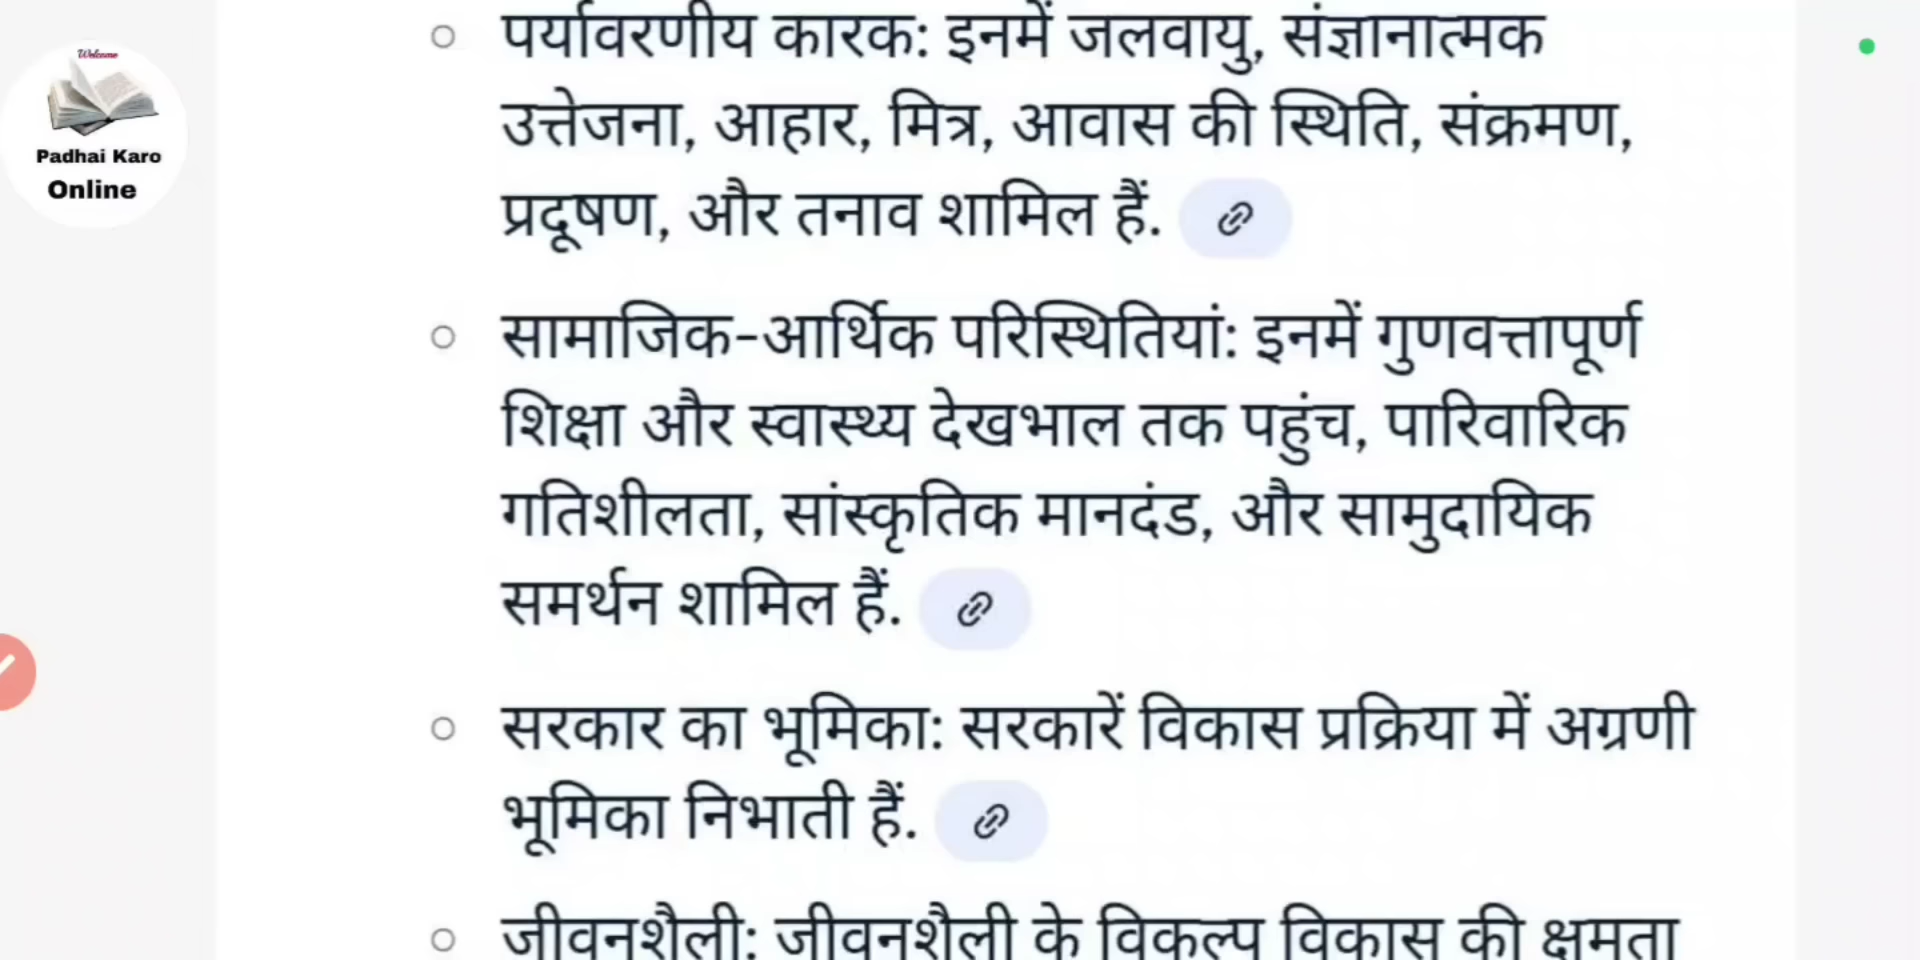 Welcome
Padhai Karo
Online
पर्यावरणीय कारक: इनमें जलवायु, संज्ञानात्मक
उत्तेजना, आहार, मित्र, आवास की स्थिति, संक्रमण,
प्रदूषण, और तनाव शामिल हैं.
सामाजिक-आर्थिक परिस्थितियां: इनमें गुणवत्तापूर्ण
शिक्षा और स्वास्थ्य देखभाल तक पहुंच, पारिवारिक
गतिशीलता, सांस्कृतिक मानदंड, और सामुदायिक
समर्थन शामिल हैं.
सरकार का भूमिका: सरकारें विकास प्रक्रिया में अग्रणी
भूमिका निभाती हैं.
जीवनशैली: जीवनशैली के विकल्प विकास की क्षमता